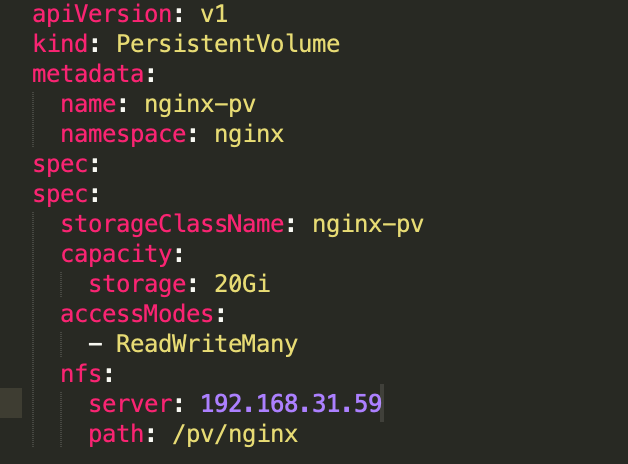 apiVersion: v1
kind: PersistentVolume
metadata:
  name: nginx-pv
  namespace: nginx
spec:
spec:
  storageClassName: nginx-pv
  capacity:
    storage: 20Gi
  accessModes:
    - ReadWriteMany
  nfs:
    server: 192.168.31.59
    path: /pv/nginx